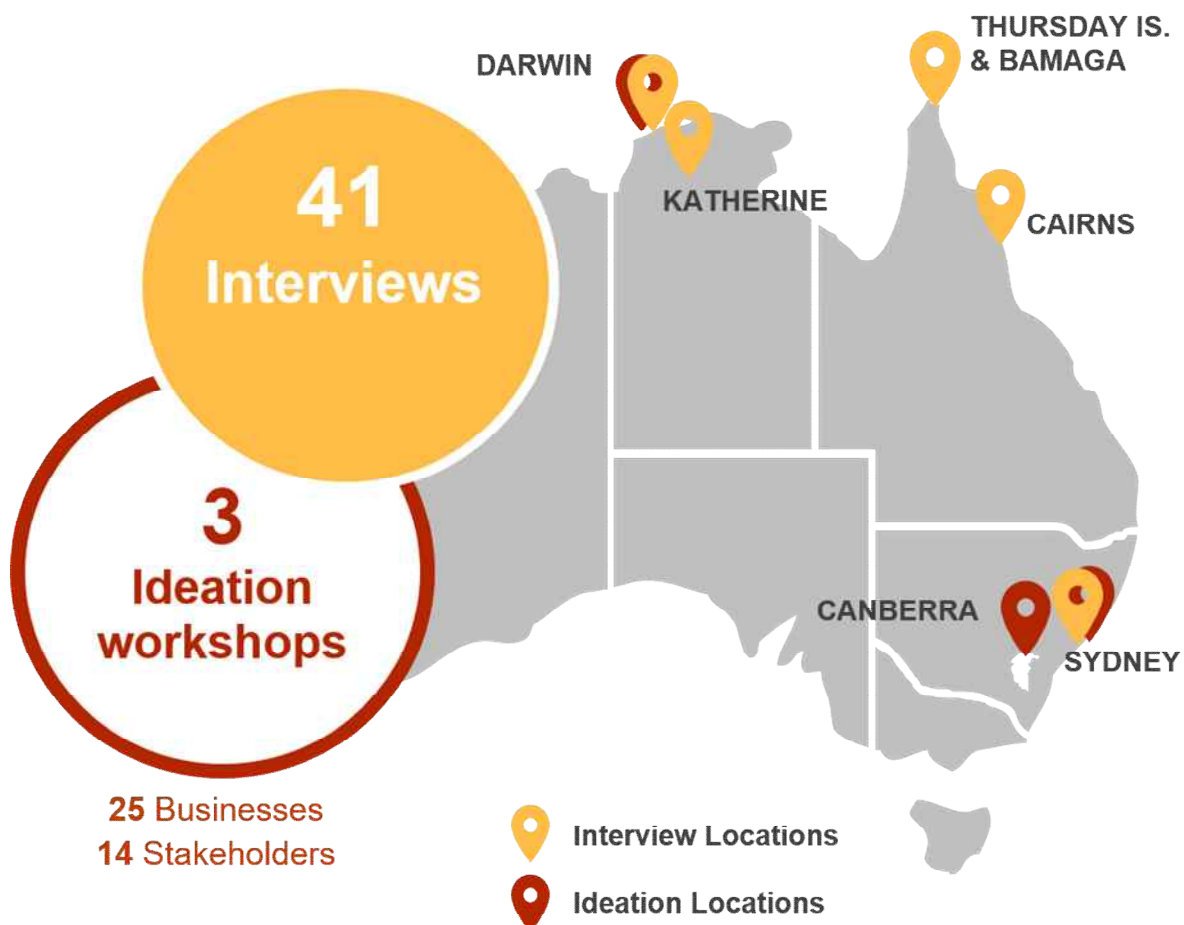 THURSDAY IS.
& BAMAGA
DARWIN
KATHERINE
CAIRNS
41
Interviews
3
Ideation
workshops
CANBERRA
SYDNEY
25 Businesses
14 Stakeholders
Interview Locations
Ideation Locations